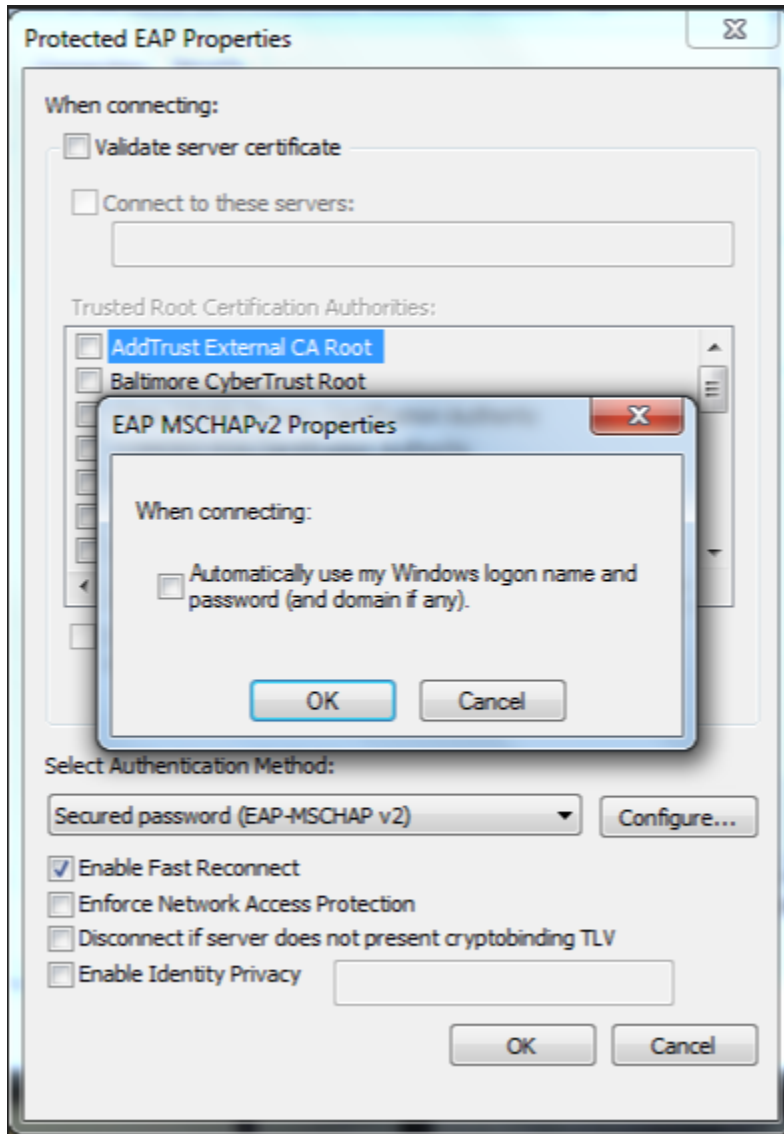 Protected EAP Properties
When connecting:
Validate server certificate
Connect to these servers:
Trusted Root Certification Authorities:
AddTrust External CA Root
Baltimore CyberTrust Root
EAP MSCHAPv2 Properties
When connecting:
Automatically use my Windows logon name and
password (and domain if any).
OK Cancel
Select Authentication Method:
Secured password (EAP-MSCHAP v2) Configure...
Enable Fast Reconnect
Enforce Network Access Protection
Disconnect if server does not present cryptobinding TLV
Enable Identity Privacy
OK Cancel